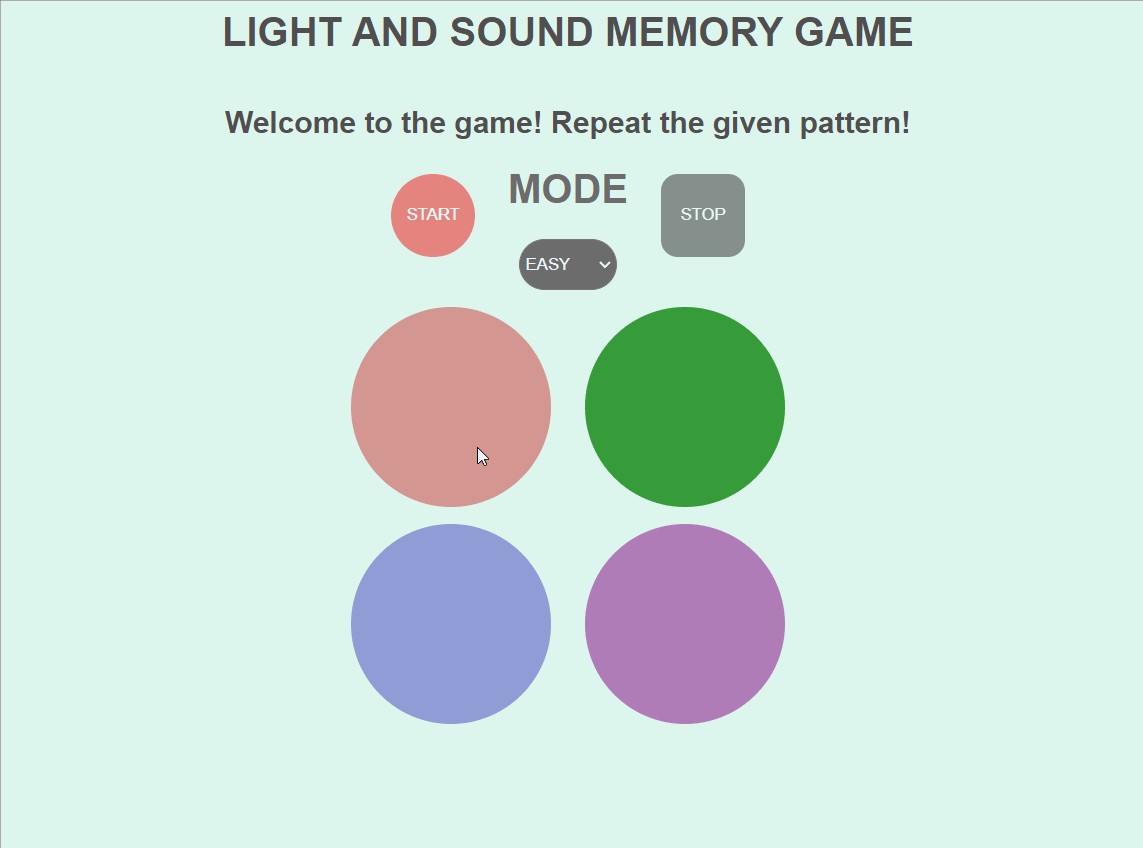 LIGHT AND SOUND MEMORY GAME
Welcome to the game! Repeat the given pattern!
START
MODE
STOP
EASY